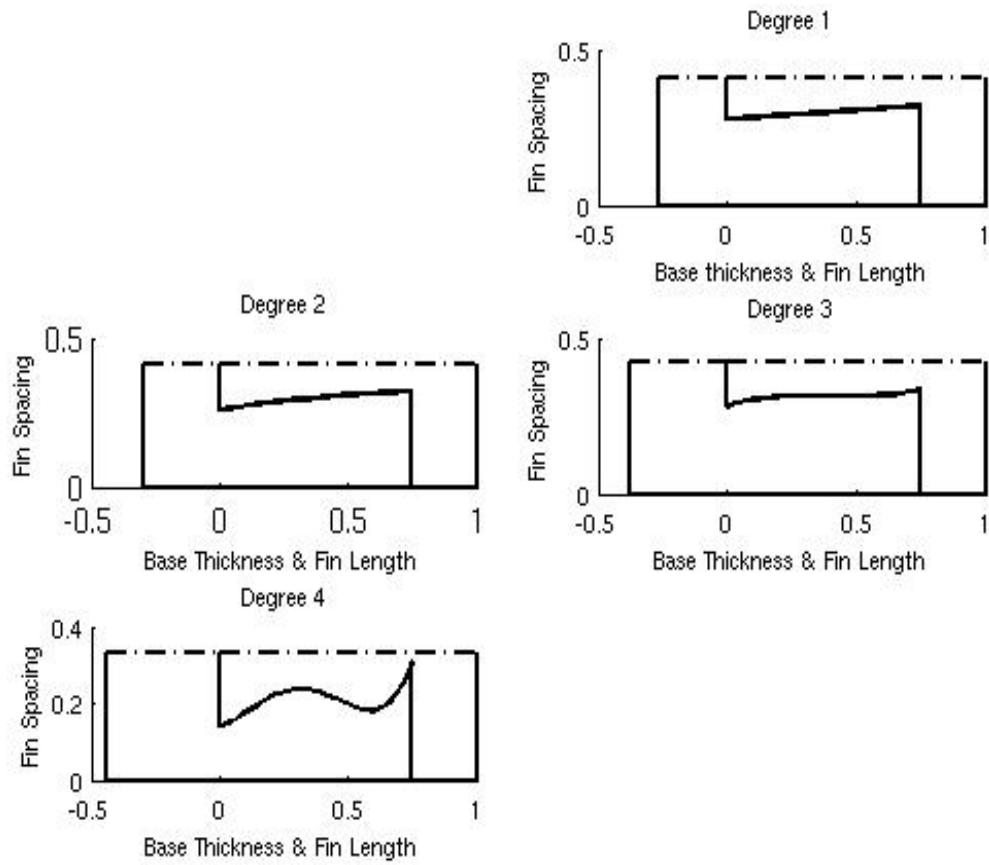 Degree 1
0.5
0
Fin Spacing
-0.5 0 0.5 1
Base thickness & Fin Length
Degree 2
0.5
0
Fin Spacing
-0.5 0 0.5 1
Base Thickness & Fin Length
Degree 3
0.5
0
Fin Spacing
-0.5 0 0.5 1
Base Thickness & Fin Length
Degree 4
0.4
0.2
0
Fin Spacing
-0.5 0 0.5 1
Base Thickness & Fin Length